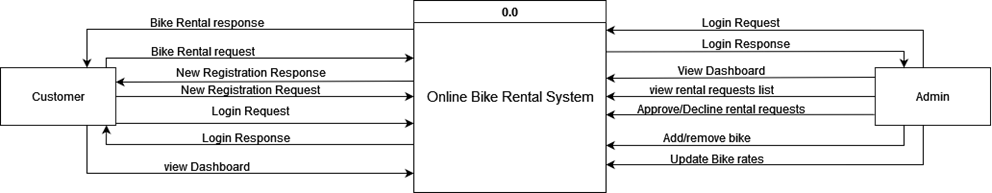 0.0
Bike Rental response
Login Request
Bike Rental request
Login Response
New Registration Response
View Dashboard
Customer
New Registration Request
Online Bike Rental System
view rental requests list
Admin
Login Request
Approve/Decline rental requests
Login Response
Add/remove bike
view Dashboard
Update Bike rates